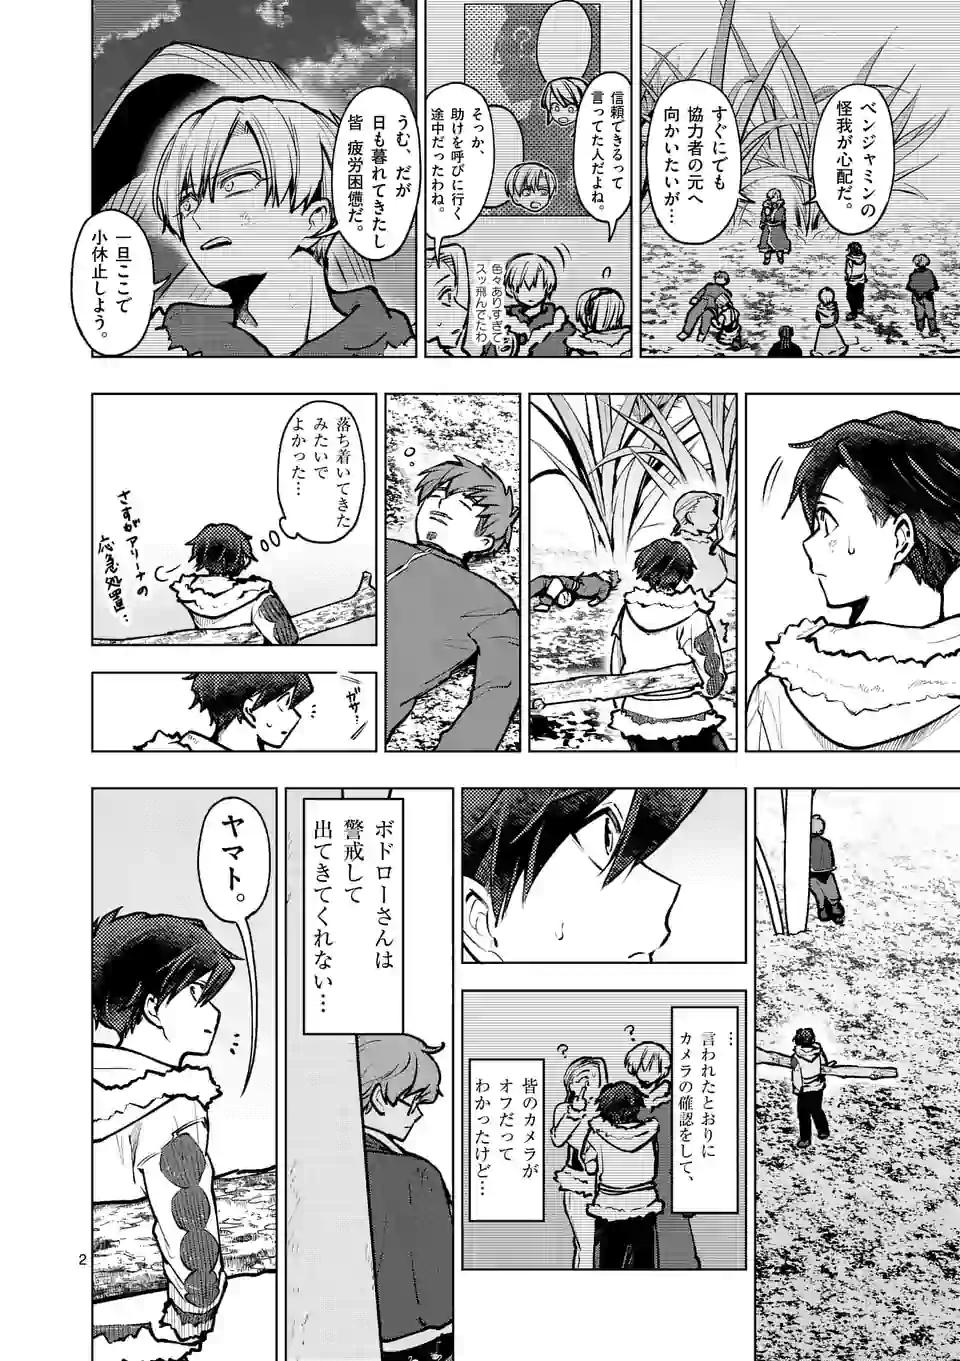 ベンジャミンの
怪我が心配だ。
すぐにでも
協力者の元へ
向かいたいが…
信頼できるって
言ってた人だよね。
そっか、
助けを呼びに行く
途中だったわね。
色々ありすぎて
スッ飛んでたわ
うむ、だが
日も暮れてきたし
皆 疲労困憊だ。
一旦ここで
小休止しよう。
落ち着いてきた
みたいで
よかった…
さすがアリーナの
応急処置…
ガサ…
…
言われたとおりに
カメラの確認をして、
?
?
皆のカメラが
オフだって
わかったけど…
ボドローさんは
警戒して
出てきてくれない…
ヤマト。
2